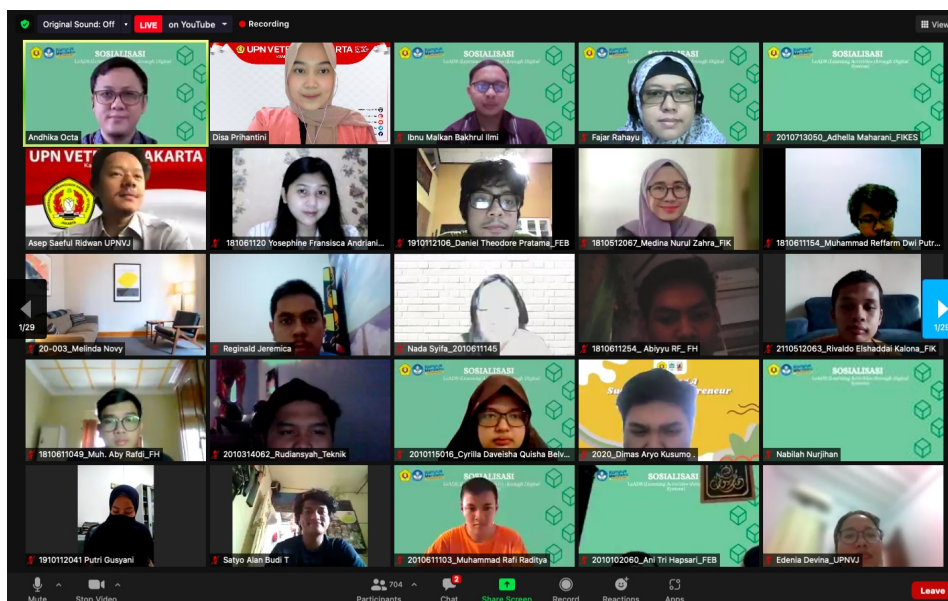 Original Sound: Off
LIVE
on YouTube
Recording
View
SOSIALISASI
Andhika Octa
Disa Prihantini
SOSIALISASI
Ibnu Malkan Bakhrul Ilmi
SOSIALISASI
Fajar Rahayu
SOSIALISASI
2010713050_Adhella Maharani_FIKES
UPN VET AKARTA
Asep Saeful Ridwan UPNVJ
181061120 Yosephine Fransisca Andriani...
1910112106_Daniel Theodore Pratama_FEB
1810512067_Medina Nurul Zahra_FIK
1810611154_Muhammad Reffarm Dwi Putr...
1/29
20-003_Melinda Novy
Reginald Jeremica
Nada Syifa_2010611145
1810611254_ Abiyyu RF_ FH
2110512063_Rivaldo Elshaddai Kalona_FIK
1/29
1810611049_Muh. Aby Rafdi_FH
2010314062_Rudiansyah_Teknik
SOSIALISASI
2010115016_Cyrilla Daveisha Quisha Belv...
2020_Dimas Aryo Kusumo .
SOSIALISASI
Nabilah Nurjihan
1910112041 Putri Gusyani
Satyo Alan Budi T
SOSIALISASI
2010611103_Muhammad Rafi Raditya
SOSIALISASI
2010102060_Ani Tri Hapsari_FEB
Edenia Devina_UPNVJ
Mute
Stop Video
704
Participants
2
Chat
Share Screen
Record
Reactions
Apps
Leave